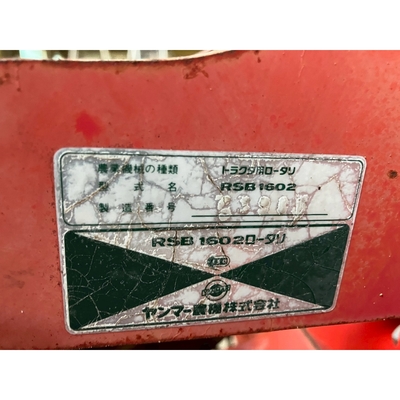 農業機械の種類 トラクタ用ロータリ
型式名 RSB1602
製造番号
RSB1602ロータリ
ヤンマー農機株式会社